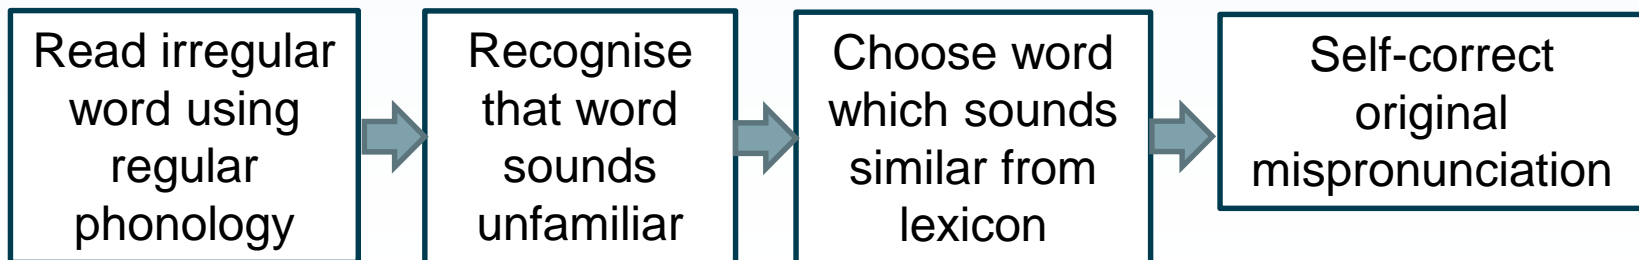 Read irregular
word using
regular
phonology
Recognise
that word
sounds
unfamiliar
Choose word
which sounds
similar from
lexicon
Self-correct
original
mispronunciation